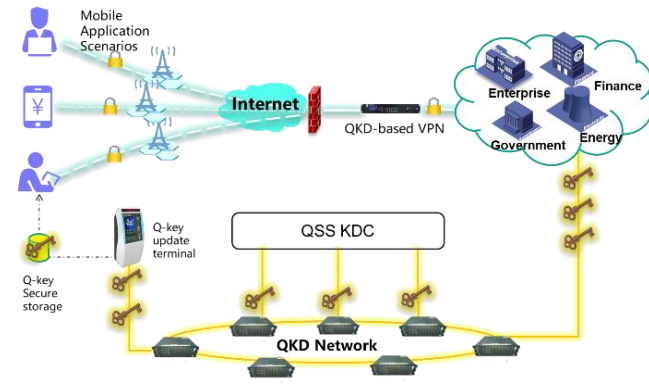 Mobile
Application
Scenarios
¥
Internet
QKD-based VPN
Enterprise
Finance
Government
Energy
Q-key
update
terminal
Q-key
Secure
storage
QSS KDC
QKD Network